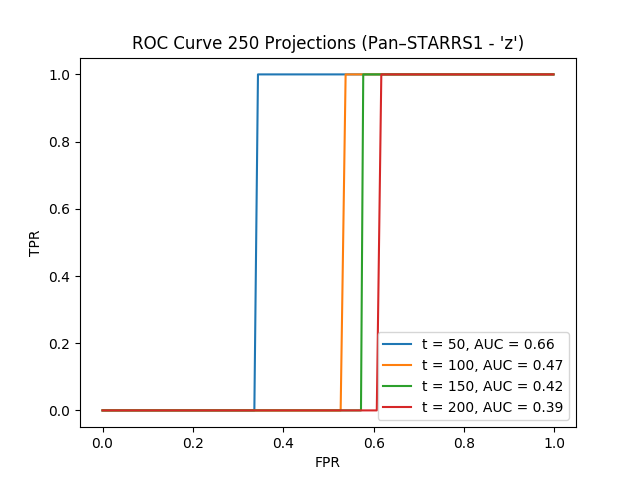 ROC Curve 250 Projections (Pan–STARRS1 - 'z')
TPR
1.0
0.8
0.6
0.4
0.2
0.0
t = 50, AUC = 0.66
t = 100, AUC = 0.47
t = 150, AUC = 0.42
t = 200, AUC = 0.39
0.0 0.2 0.4 0.6 0.8 1.0
FPR